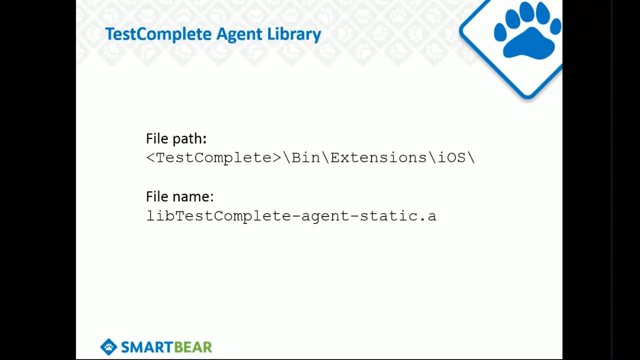 TestComplete Agent Library
File path:
<TestComplete>\Bin\Extensions\iOS\
File name:
libTestComplete-agent-static.a
SMARTBEAR